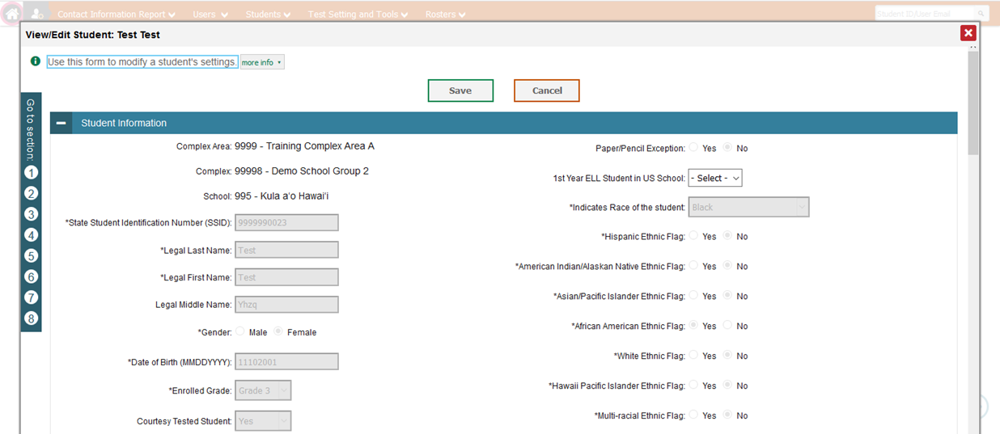 Contact Information Report Users Students Test Setting and Tools Rosters Student ID/User Email
View/Edit Student: Test Test
Use this form to modify a student's settings. more info
Save Cancel
Go to section:
1
2
3
4
5
6
7
8
Student Information
Complex Area: 9999 - Training Complex Area A
Complex: 99998 - Demo School Group 2
School: 995 - Kula a'o Hawai'i
*State Student Identification Number (SSID): 9999990023
*Legal Last Name: Test
*Legal First Name: Test
Legal Middle Name: Yhzq
*Gender: Male Female
*Date of Birth (MMDDYYYY): 11102001
*Enrolled Grade: Grade 3
Courtesy Tested Student: Yes
Paper/Pencil Exception: Yes No
1st Year ELL Student in US School: - Select -
*Indicates Race of the student: Black
*Hispanic Ethnic Flag: Yes No
*American Indian/Alaskan Native Ethnic Flag: Yes No
*Asian/Pacific Islander Ethnic Flag: Yes No
*African American Ethnic Flag: Yes No
*White Ethnic Flag: Yes No
*Hawaii Pacific Islander Ethnic Flag: Yes No
*Multi-racial Ethnic Flag: Yes No